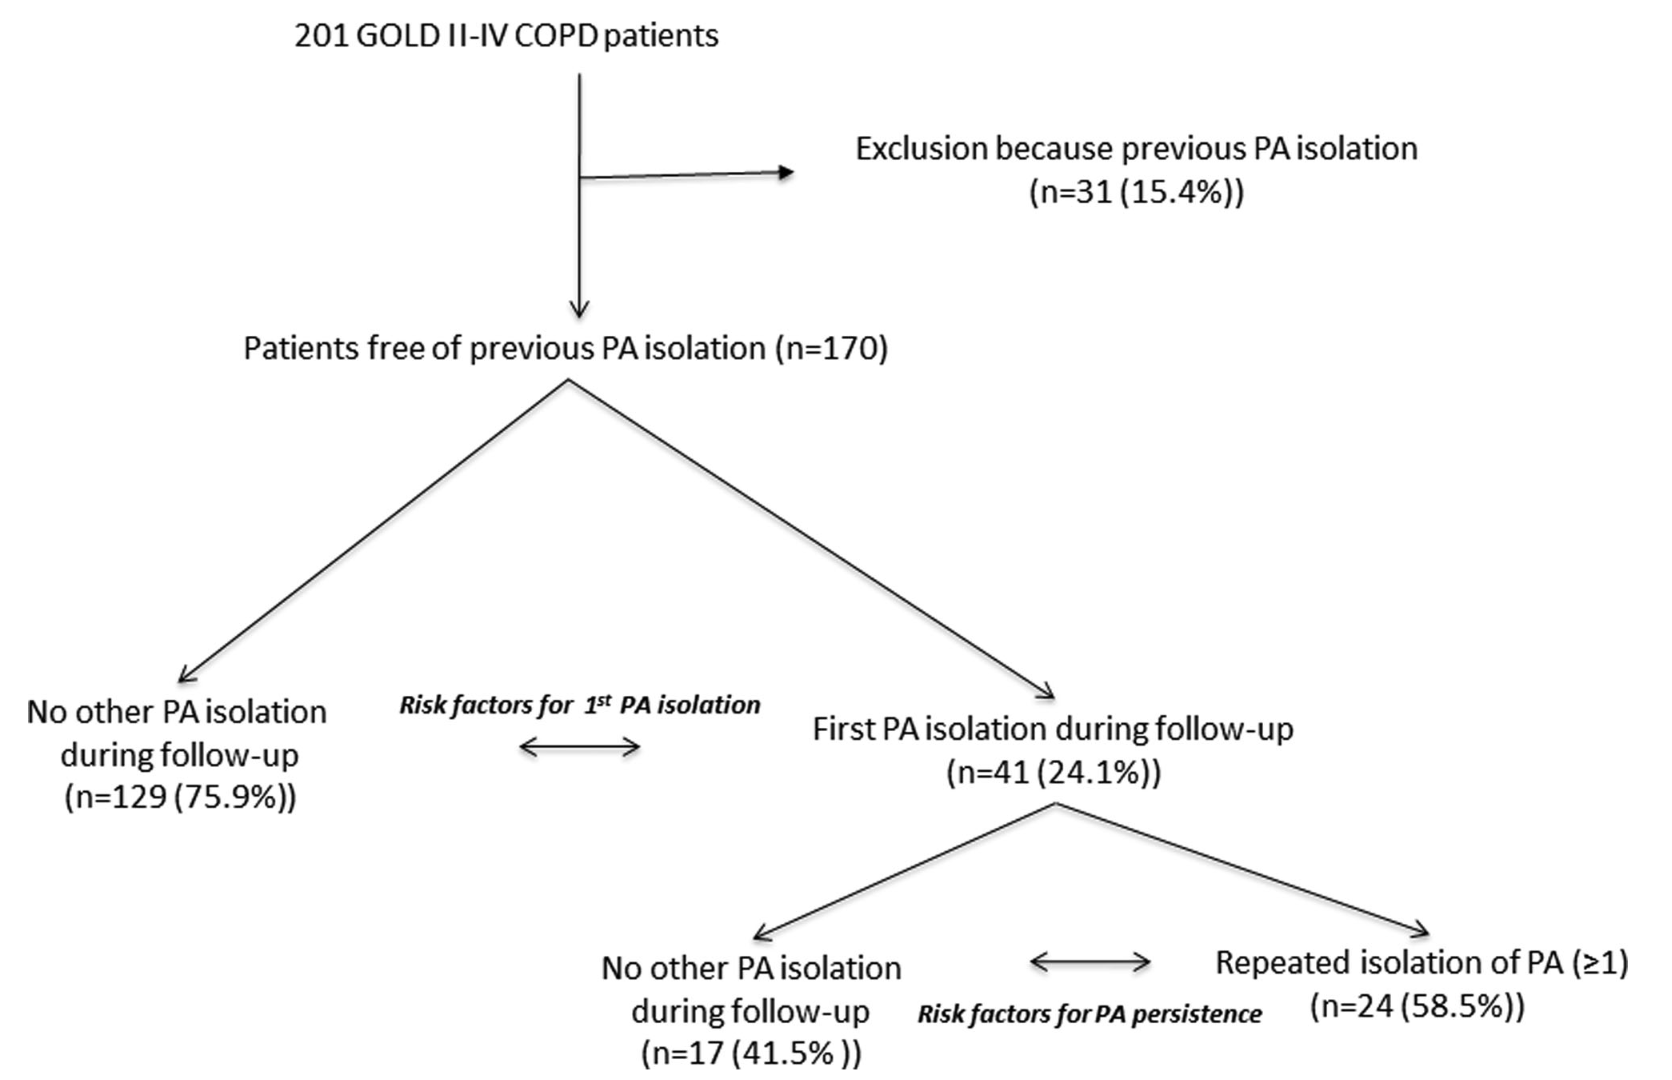 201 GOLD II-IV COPD patients
Exclusion because previous PA isolation
(n=31 (15.4%))
Patients free of previous PA isolation (n=170)
No other PA isolation
during follow-up
(n=129 (75.9%))
Risk factors for 1st PA isolation
First PA isolation during follow-up
(n=41 (24.1%))
No other PA isolation
during follow-up
(n=17 (41.5% ))
Risk factors for PA persistence
Repeated isolation of PA (≥1)
(n=24 (58.5%))